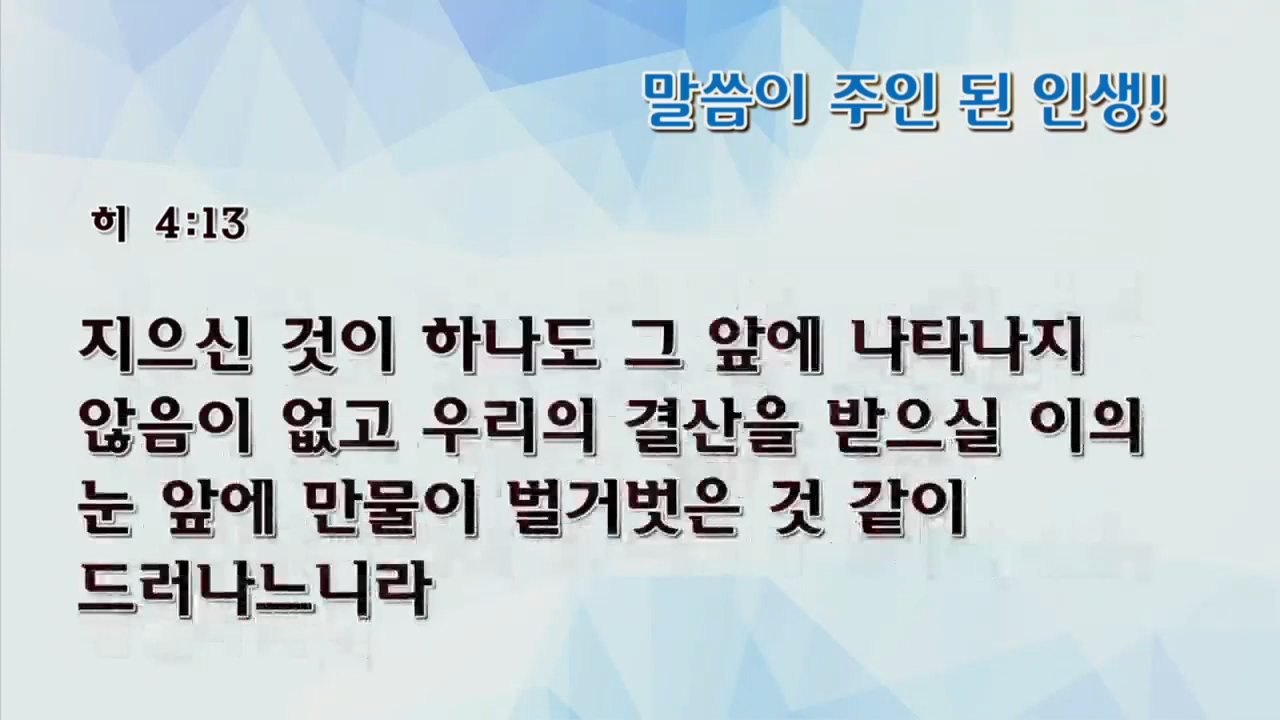 말씀이 주인 된 인생!
히 4:13
지으신 것이 하나도 그 앞에 나타나지
않음이 없고 우리의 결산을 받으실 이의
눈 앞에 만물이 벌거벗은 것 같이
드러나느니라